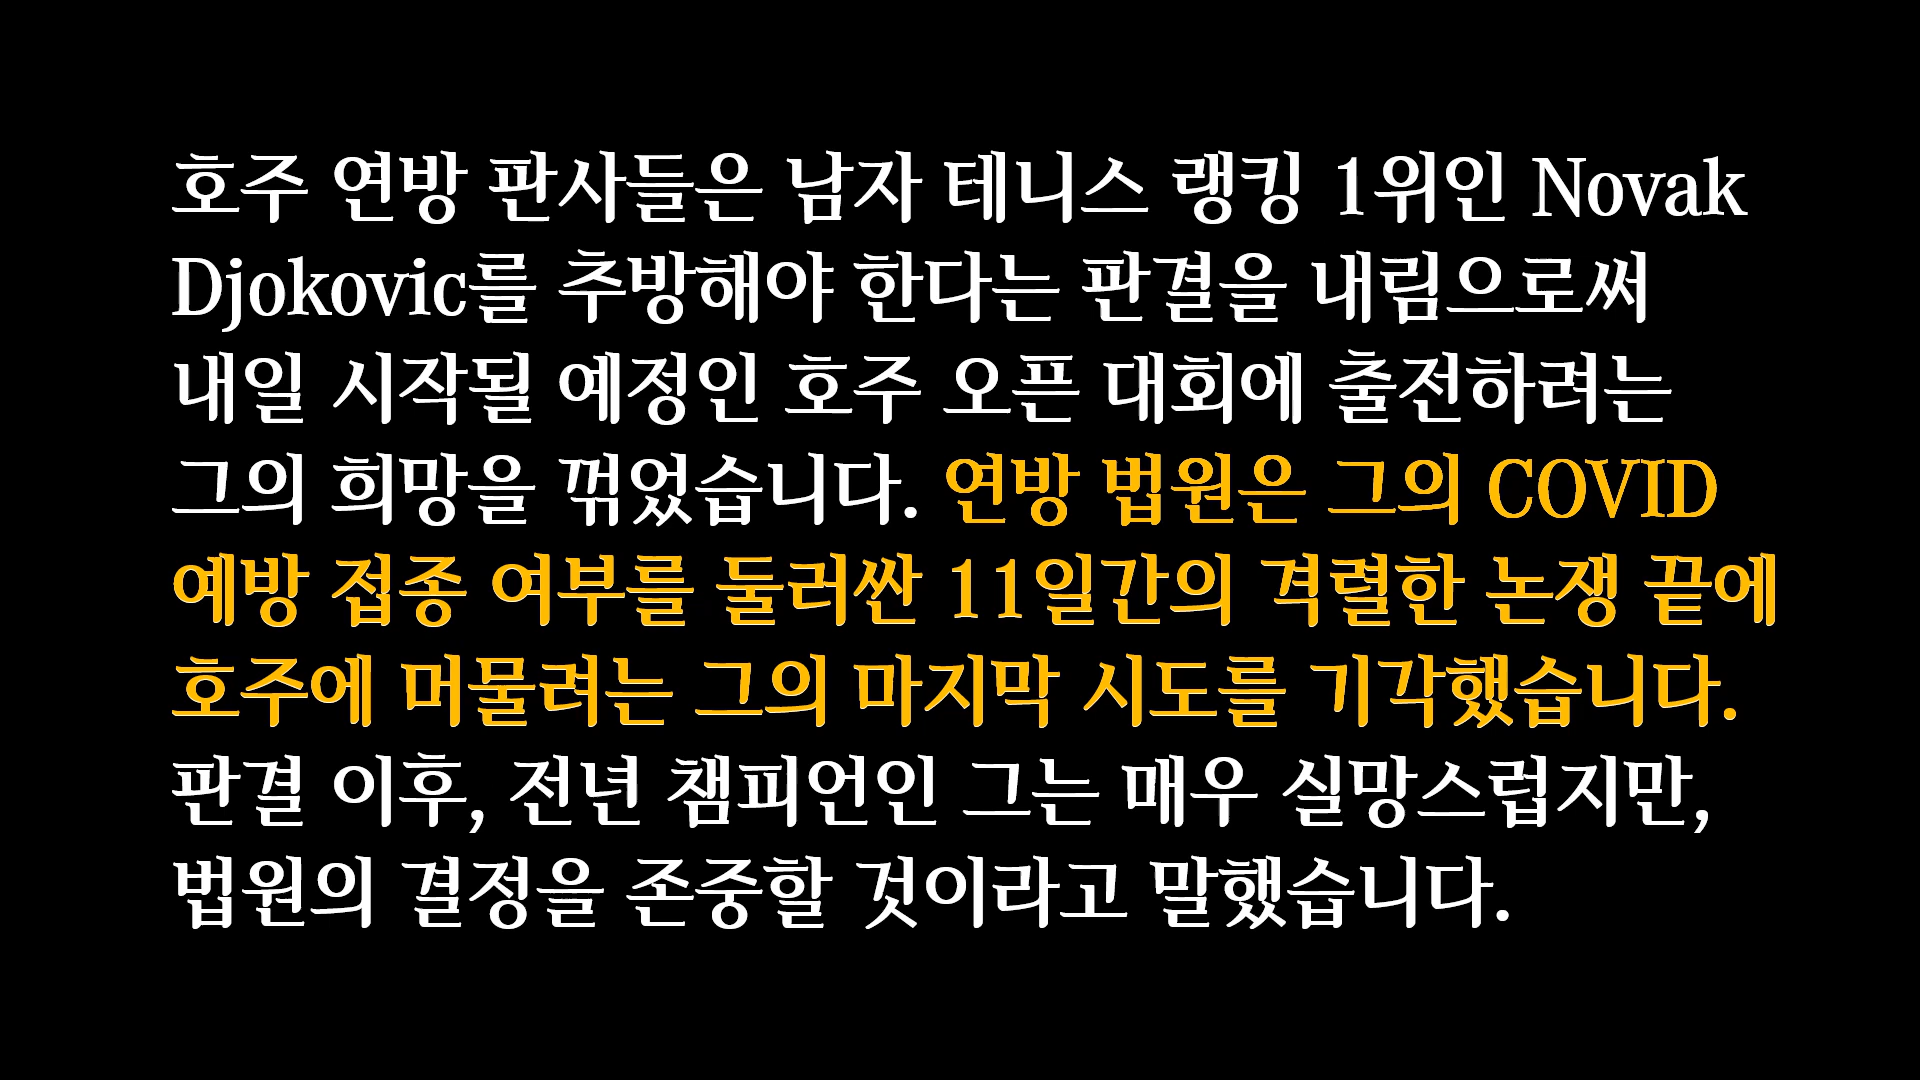 호주 연방 판사들은 남자 테니스 랭킹 1위인 Novak
Djokovic를 추방해야 한다는 판결을 내림으로써
내일 시작될 예정인 호주 오픈 대회에 출전하려는
그의 희망을 꺾었습니다. 연방 법원은 그의 COVID
예방 접종 여부를 둘러싼 11일간의 격렬한 논쟁 끝에
호주에 머물려는 그의 마지막 시도를 기각했습니다.
판결 이후, 전년 챔피언인 그는 매우 실망스럽지만,
법원의 결정을 존중할 것이라고 말했습니다.